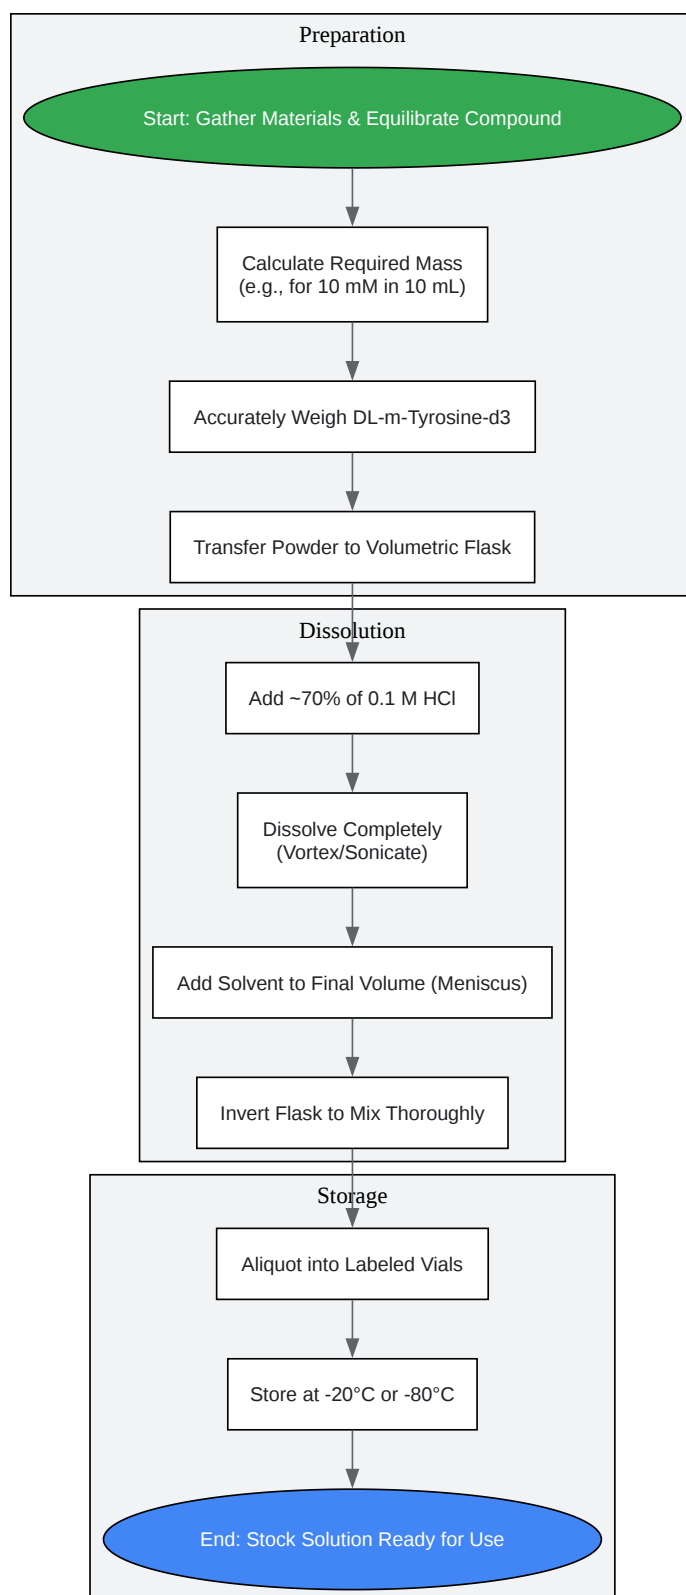 Preparation
Start: Gather Materials & Equilibrate Compound
Calculate Required Mass
(e.g., for 10 mM in 10 mL)
Accurately Weigh DL-m-Tyrosine-d3
Transfer Powder to Volumetric Flask
Dissolution
Add ~70% of 0.1 M HCl
Dissolve Completely
(Vortex/Sonicate)
Add Solvent to Final Volume (Meniscus)
Invert Flask to Mix Thoroughly
Storage
Aliquot into Labeled Vials
Store at -20°C or -80°C
End: Stock Solution Ready for Use